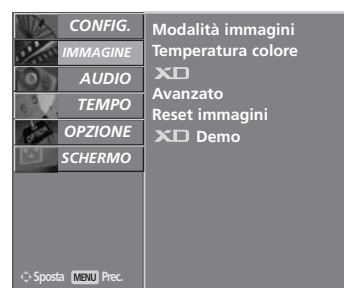 CONFIG.
IMMAGINE
AUDIO
TEMPO
OPZIONE
SCHERMO
Modalità immagini
Temperatura colore
XD
Avanzato
Reset immagini
XD Demo
Sposta MENU Prec.